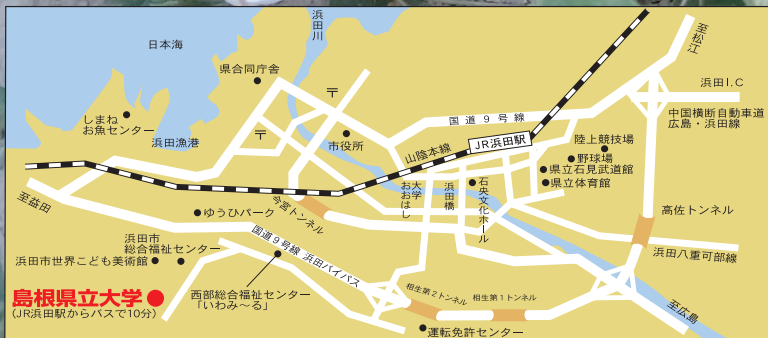 日本海
浜田川
至松江
県合同庁舎
〒
浜田I.C
中国横断自動車道
広島・浜田線
国道9号線
しまね
お魚センター
浜田漁港
〒
市役所
山陰本線
JR浜田駅
陸上競技場
野球場
県立石見武道館
県立体育館
大学
おおはし
浜田橋
石央文化ホール
至益田
ゆうひパーク
今宮トンネル
高佐トンネル
浜田市
総合福祉センター
浜田市世界こども美術館
国道9号線 浜田バイパス
浜田八重可部線
島根県立大学
(JR浜田駅からバスで10分)
西部総合福祉センター
「いわみ~る」
相生第2トンネル
相生第1トンネル
至広島
運転免許センター